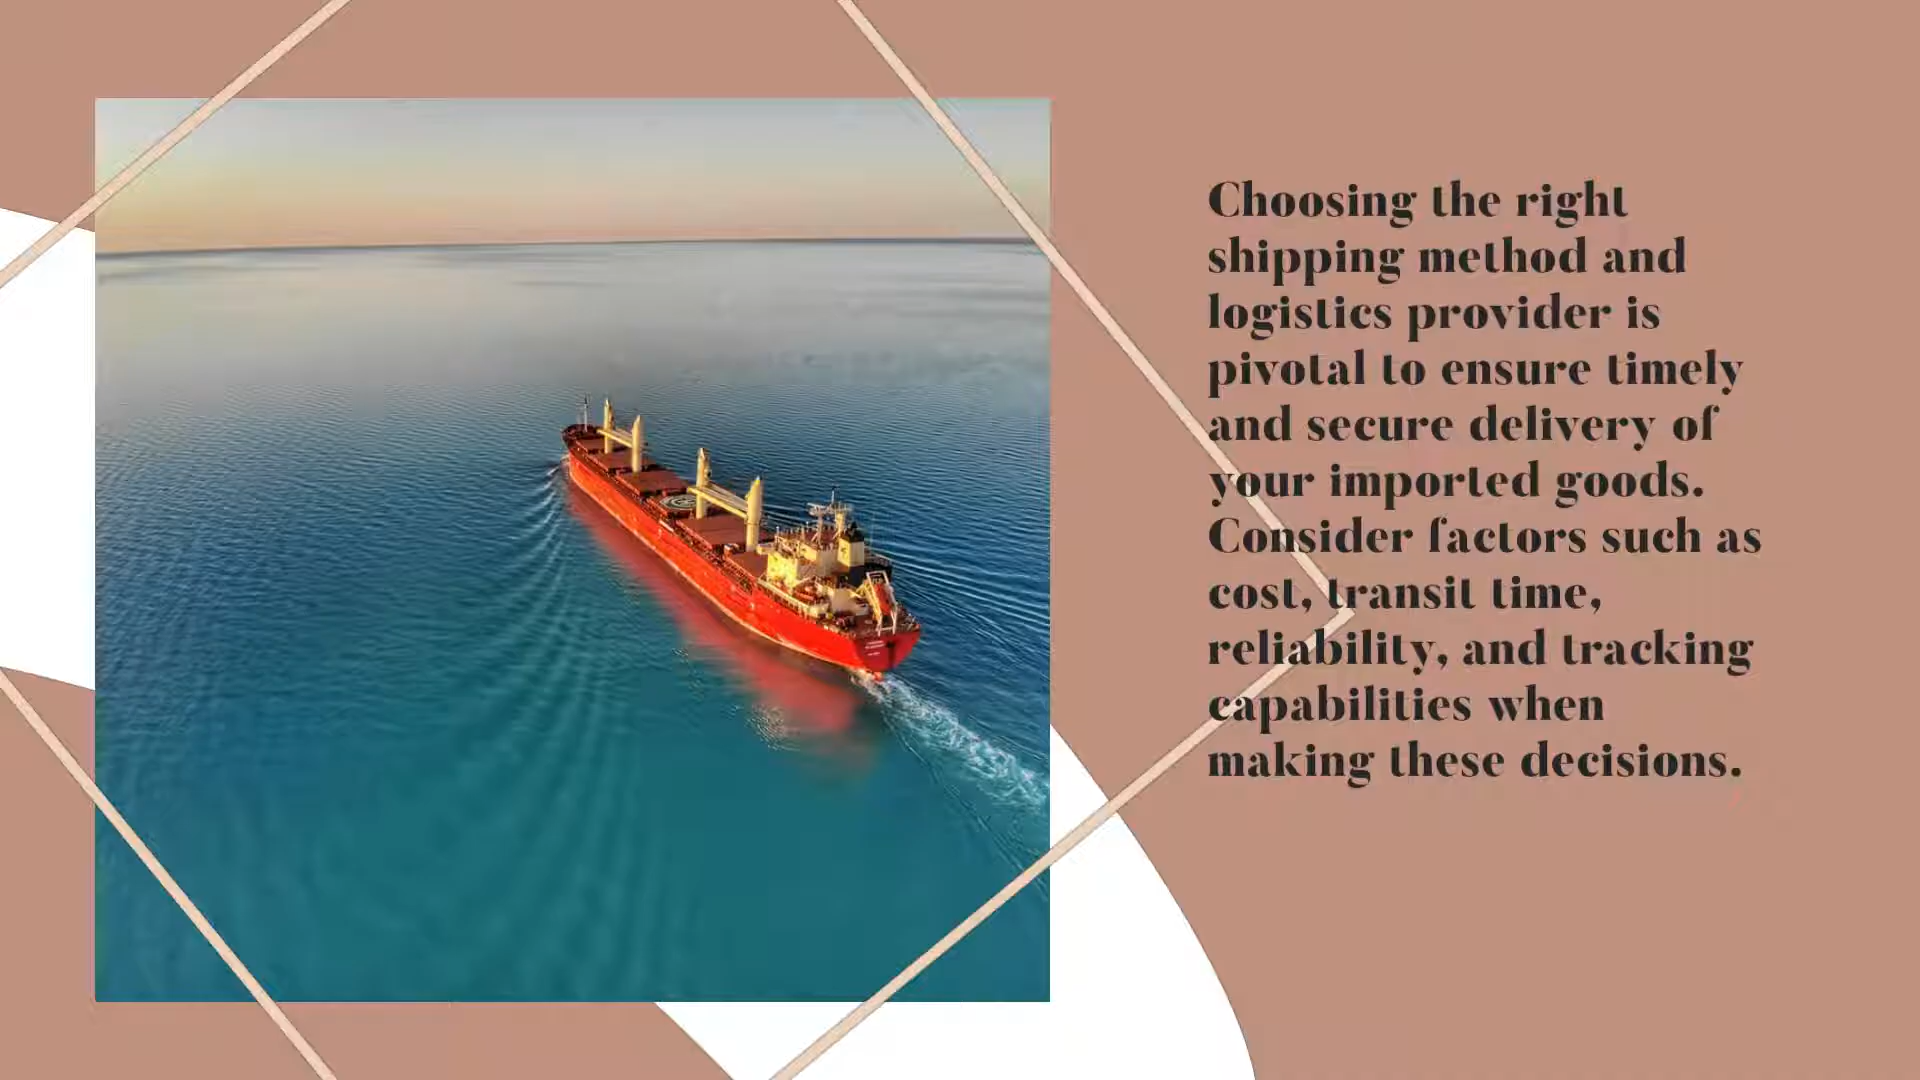 Choosing the right
shipping method and
logistics provider is
pivotal to ensure timely
and secure delivery of
your imported goods.
Consider factors such as
cost, transit time,
reliability, and tracking
capabilities when
making these decisions.